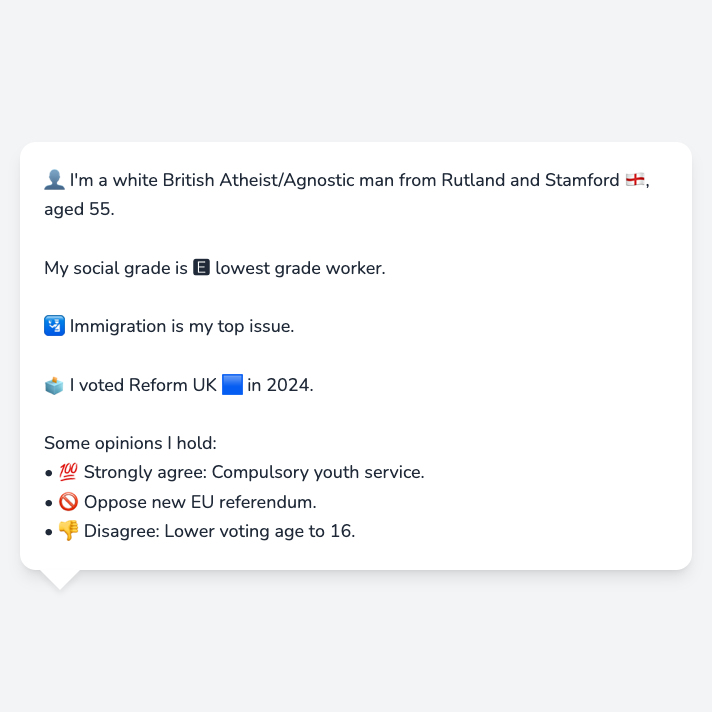 👤 I'm a white British Atheist/Agnostic man from Rutland and Stamford 🏴󠁧󠁢󠁥󠁮󠁧󠁿,
aged 55.
My social grade is 🅴 lowest grade worker.
🛂 Immigration is my top issue.
🗳️ I voted Reform UK 🟦 in 2024.
Some opinions I hold:
• 💯 Strongly agree: Compulsory youth service.
• 🚫 Oppose new EU referendum.
• 👎 Disagree: Lower voting age to 16.